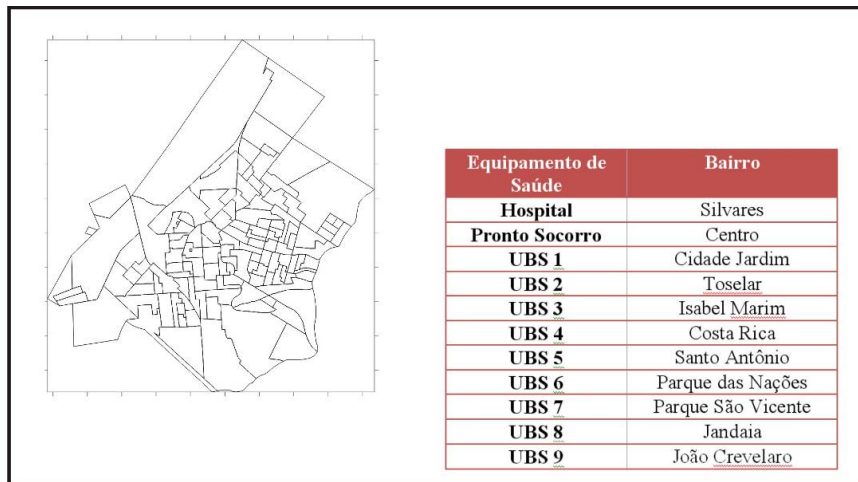 Equipamento de Bairro
Saúde
Hospital Silvares
Pronto Socorro Centro
UBS 1 Cidade Jardim
UBS 2 Toselar
UBS 3 Isabel Marim
UBS 4 Costa Rica
UBS 5 Santo Antônio
UBS 6 Parque das Nações
UBS 7 Parque São Vicente
UBS 8 Jandaia
UBS 9 João Crevelaro